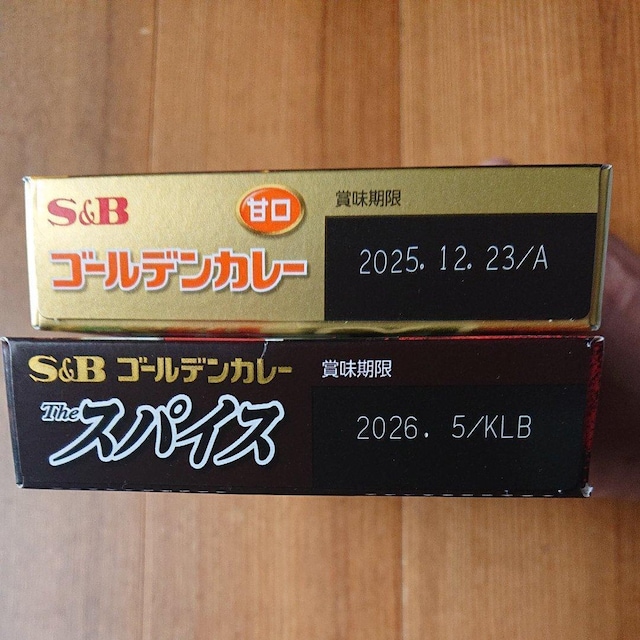 S&B
甘口
ゴールデンカレー
賞味期限
2025. 12. 23/A
S&B ゴールデンカレー
The スパイス
賞味期限
2026. 5/KLB